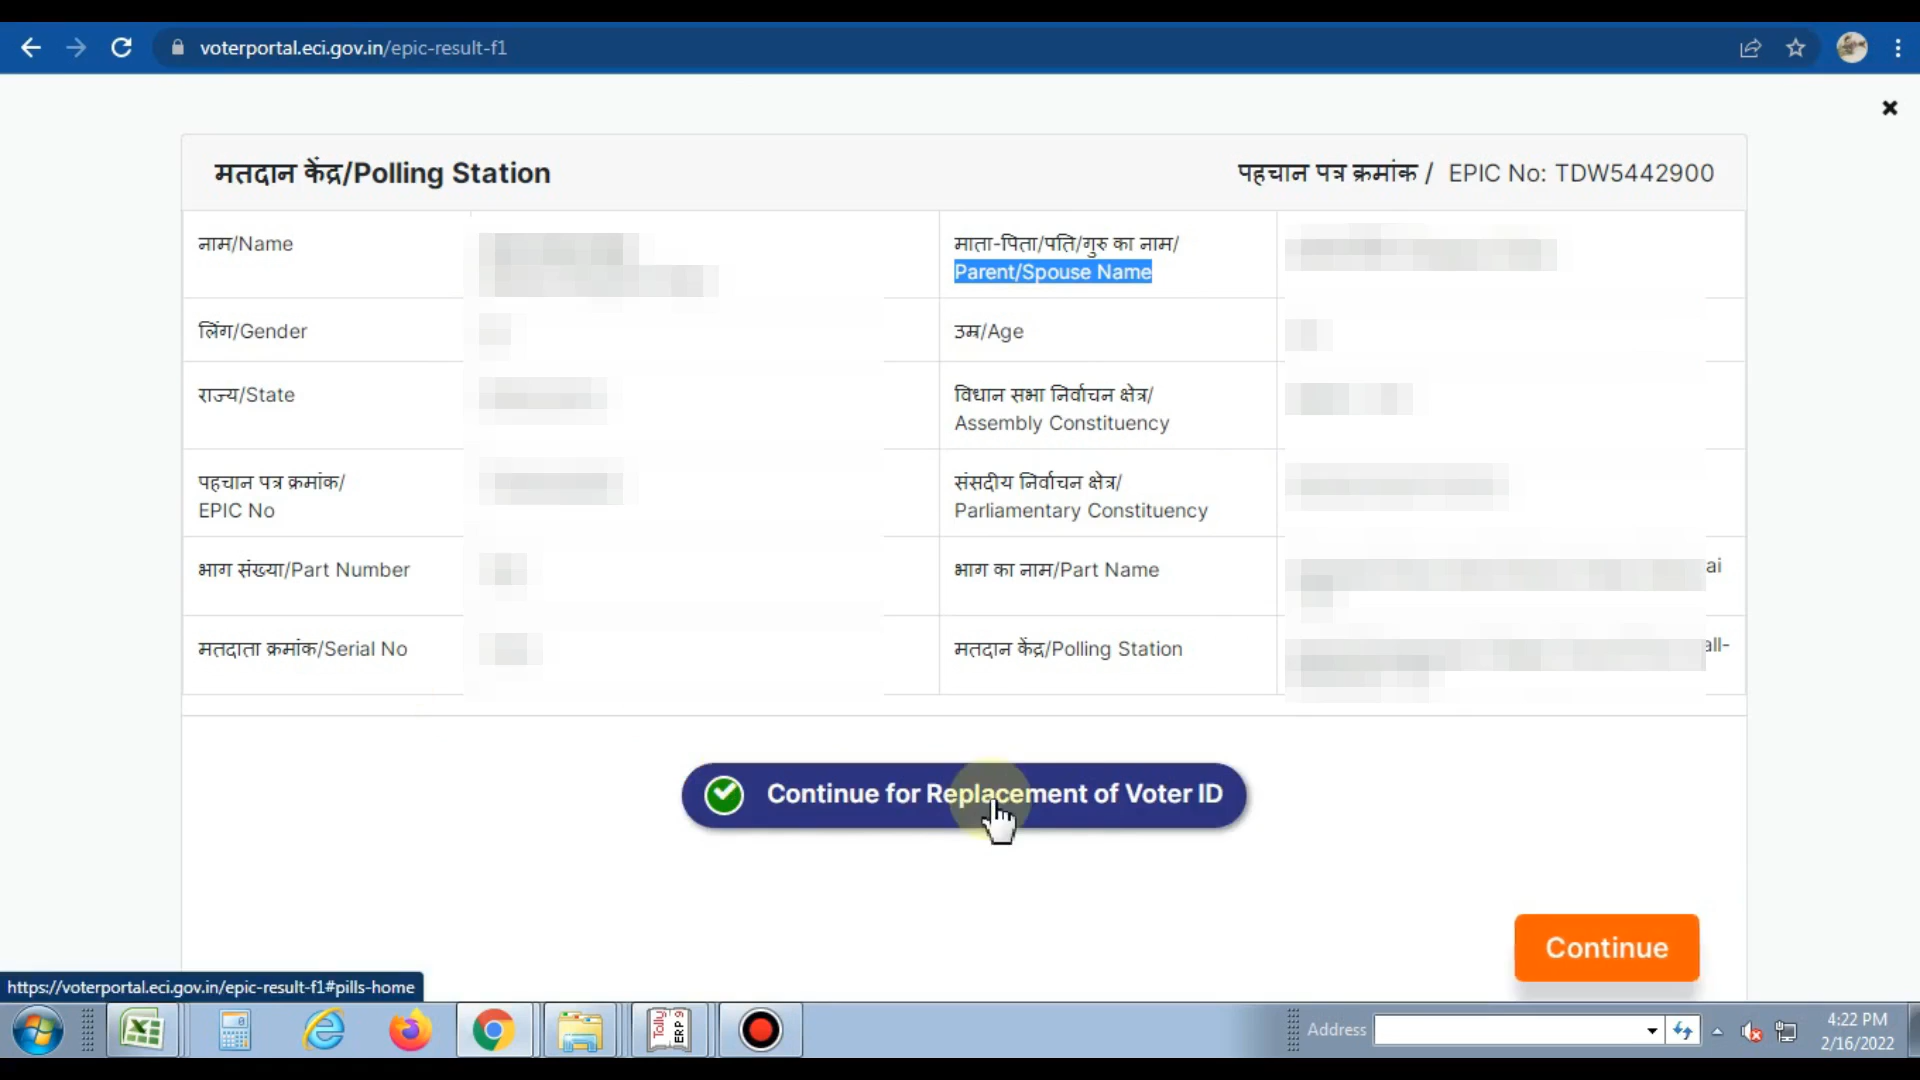 voterportal.eci.gov.in/epic-result-f1
मतदान केंद्र/Polling Station
पहचान पत्र क्रमांक / EPIC No: TDW5442900
नाम/Name
माता-पिता/पति/गुरु का नाम/
Parent/Spouse Name
लिंग/Gender
उम्र/Age
राज्य/State
विधान सभा निर्वाचन क्षेत्र/
Assembly Constituency
पहचान पत्र क्रमांक/
EPIC No
संसदीय निर्वाचन क्षेत्र/
Parliamentary Constituency
भाग संख्या/Part Number
भाग का नाम/Part Name
ai
मतदाता क्रमांक/Serial No
मतदान केंद्र/Polling Station
all-
Continue for Replacement of Voter ID
Continue
https://voterportal.eci.gov.in/epic-result-f1#pills-home
Tally
ERP 9
Address
4:22 PM
2/16/2022